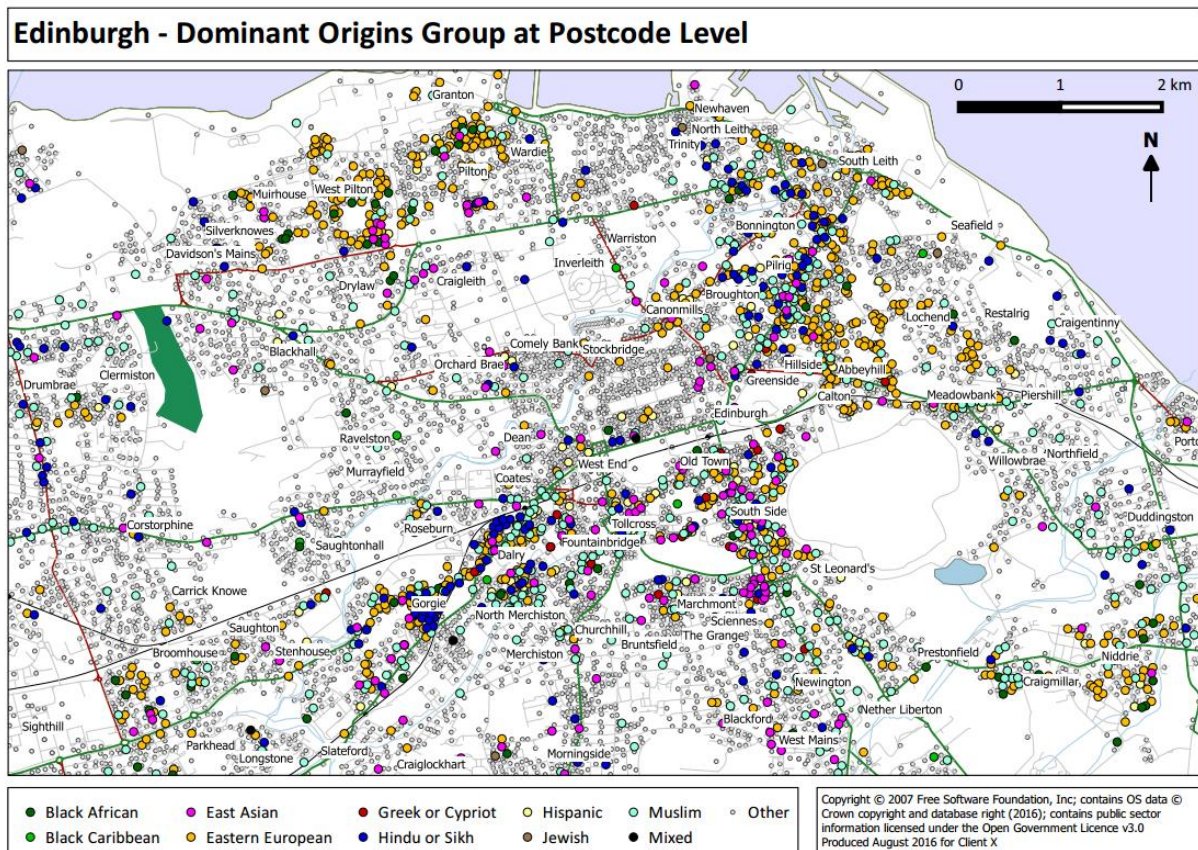 Edinburgh - Dominant Origins Group at Postcode Level
0 1 2 km
N
Granton
Newhaven
North Leith
Trinity
Wardie
South Leith
Pilton
West Pilton
Muirhouse
Seafield
Silverknowes
Bonnington
Warriston
Davidson's Mains
Inverleith
Pilrig
Drylaw
Craigleith
Broughton
Canonmills
Lochend
Restalrig
Craigentinny
Comely Bank
Stockbridge
Blackhall
Orchard Brae
Hillside
Abbeyhill
Clermiston
Drumbrae
Greenside
Calton
Meadowbank
Piershill
Edinburgh
Ports
Ravelston
Dean
Murrayfield
West End
Old Town
Northfield
Willowbrae
Coates
South Side
Duddingston
Corstorphine
Roseburn
Tollcross
Saughtonhall
Fountainbridge
Dalry
St Leonard's
Carrick Knowe
Gorgie
Marchmont
North Merchiston
Sciennes
Saughton
Churchhill
The Grange
Broomhouse
Stenhouse
Merchiston
Bruntsfield
Prestonfield
Niddrie
Newington
Craigmillar
Nether Liberton
Sighthill
Blackford
Parkhead
Slateford
West Mains
Longstone
Morningside
Craiglockhart
Black African
East Asian
Greek or Cypriot
Hispanic
Muslim
Other
Black Caribbean
Eastern European
Hindu or Sikh
Jewish
Mixed
Copyright © 2007 Free Software Foundation, Inc; contains OS data ©
Crown copyright and database right (2016); contains public sector
information licensed under the Open Government Licence v3.0
Produced August 2016 for Client X